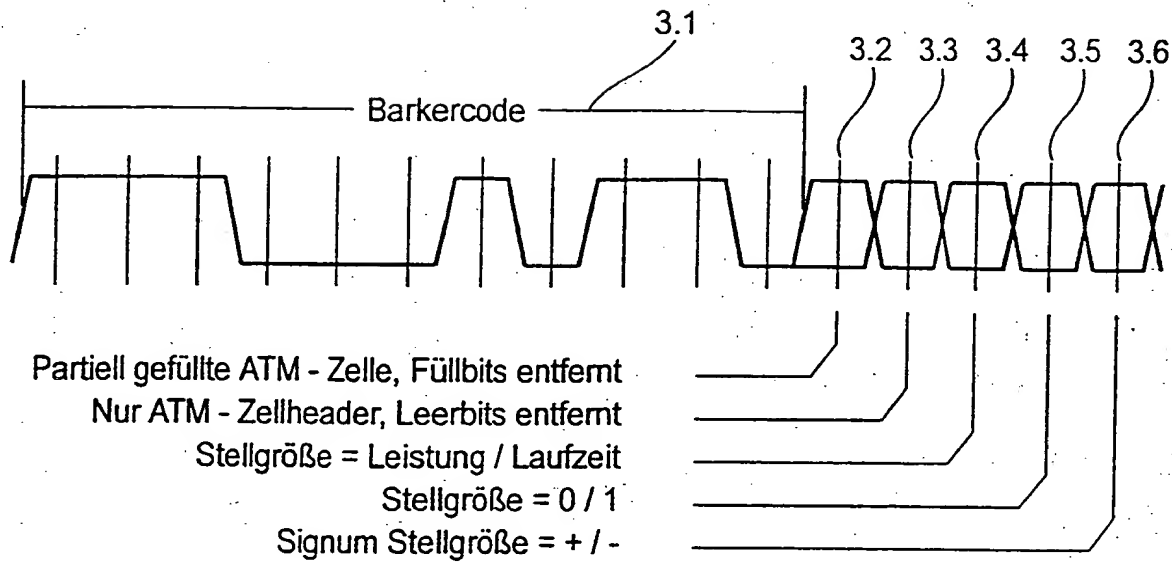 3.1
3.2 3.3 3.4 3.5 3.6
Barkercode
Partiell gefüllte ATM - Zelle, Füllbits entfernt
Nur ATM - Zellheader, Leerbits entfernt
Stellgröße = Leistung / Laufzeit
Stellgröße = 0 / 1
Signum Stellgröße = + / -